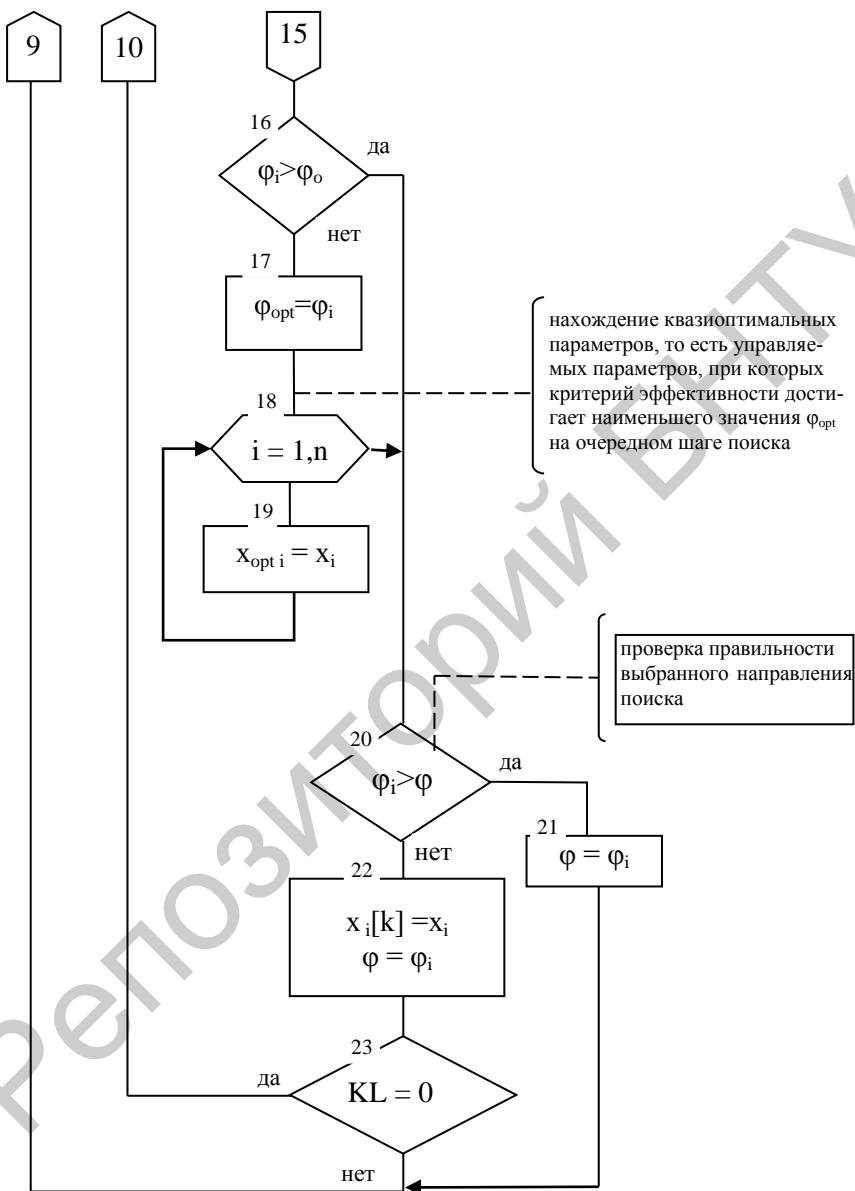 9
10
15
16
да
φi>φo
нет
17
φopt=φi
нахождение квазиоптимальных
параметров, то есть управляе-
мых параметров, при которых
критерий эффективности дости-
гает наименьшего значения φopt
на очередном шаге поиска
18
i = 1,n
19
xopt i = xi
проверка правильности
выбранного направления
поиска
20
да
φi>φ
21
φ = φi
нет
22
x i[k] =xi
φ = φi
23
да
KL = 0
нет
Репозиторий БНТУ